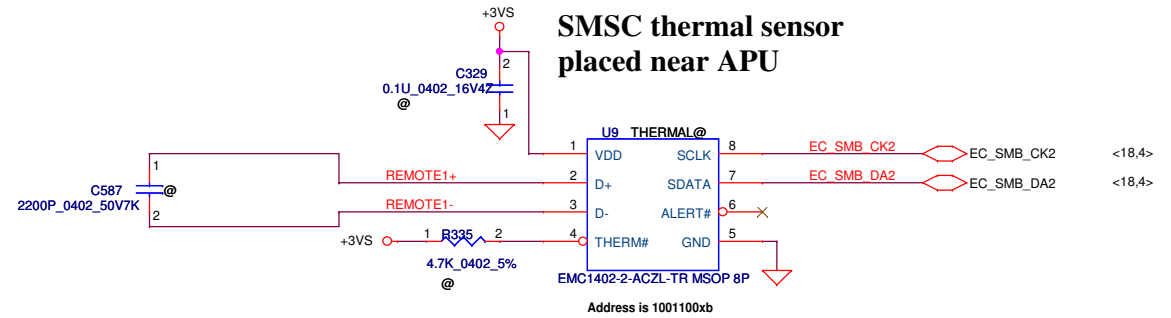 +3VS
SMSC thermal sensor
placed near APU
2
C329
0.1U_0402_16V4Z
@
1
U9 THERMAL@
1 VDD SCLK 8 EC_SMB_CK2 EC_SMB_CK2 <18,4>
1
C587 @
2200P_0402_50V7K
2
REMOTE1+ 2 D+ SDATA 7 EC_SMB_DA2 EC_SMB_DA2 <18,4>
REMOTE1- 3 D- ALERT# 6
+3VS 1 R335 2 4 THERM# GND 5
4.7K_0402_5%
@
EMC1402-2-ACZL-TR MSOP 8P
Address is 1001100xb